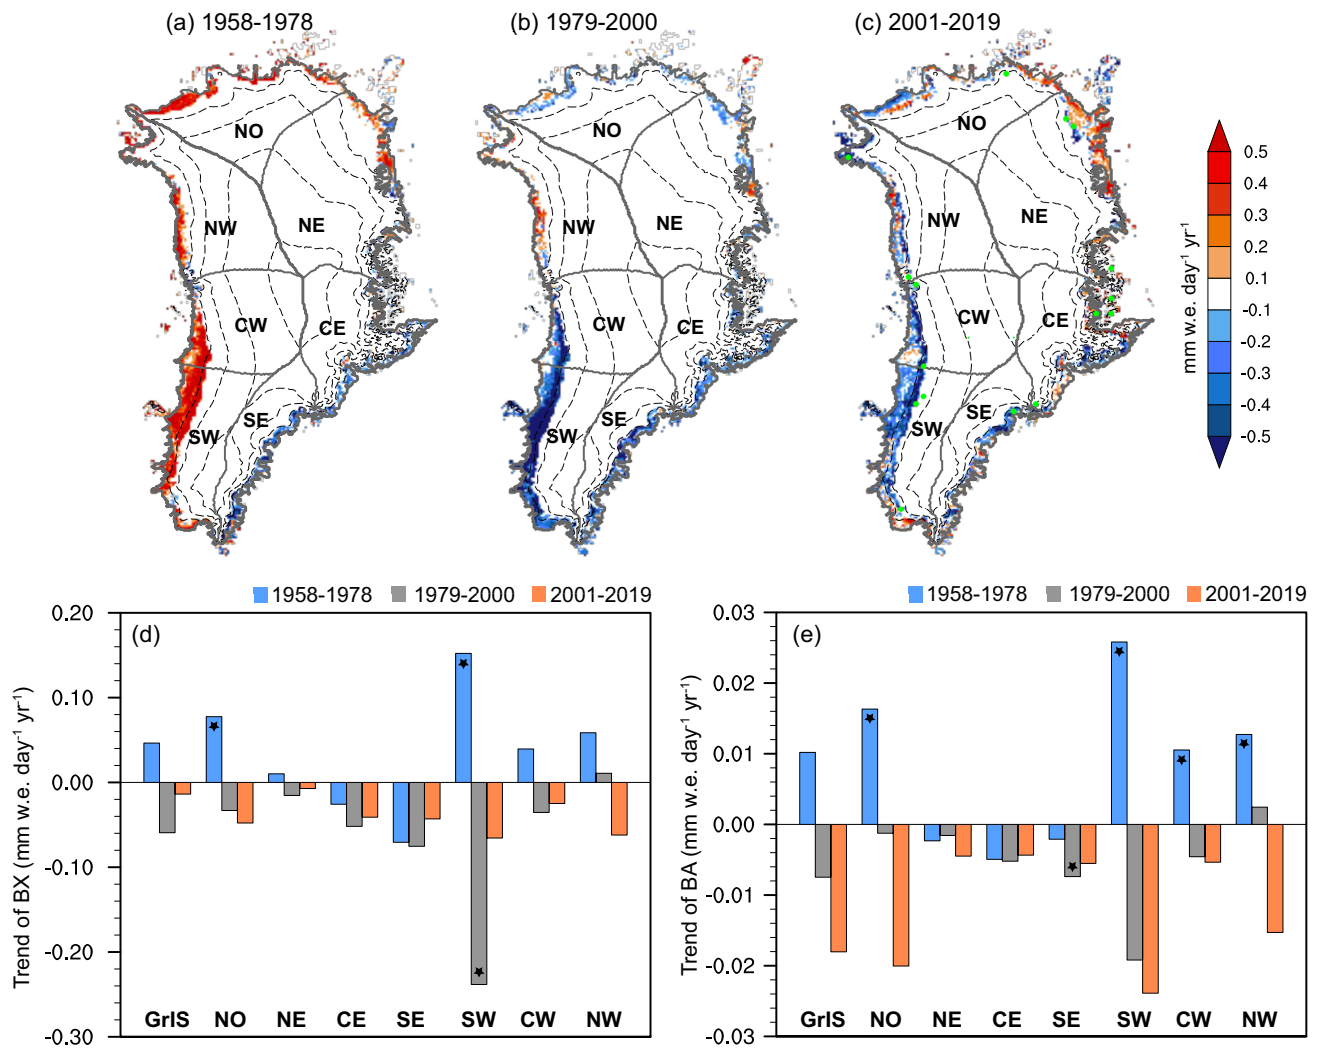 (a) 1958-1978
(b) 1979-2000
(c) 2001-2019
NO
NW
NE
CW
CE
SE
SW
NO
NW
NE
CW
CE
SE
SW
NO
NW
NE
CW
CE
SE
SW
mm w.e. day⁻¹ yr⁻¹
0.5
0.4
0.3
0.2
0.1
-0.1
-0.2
-0.3
-0.4
-0.5
1958-1978 1979-2000 2001-2019
(d)
Trend of BX (mm w.e. day⁻¹ yr⁻¹)
0.20
0.10
0.00
-0.10
-0.20
-0.30
GrIS NO NE CE SE SW CW NW
1958-1978 1979-2000 2001-2019
(e)
Trend of BA (mm w.e. day⁻¹ yr⁻¹)
0.03
0.02
0.01
0.00
-0.01
-0.02
-0.03
GrIS NO NE CE SE SW CW NW